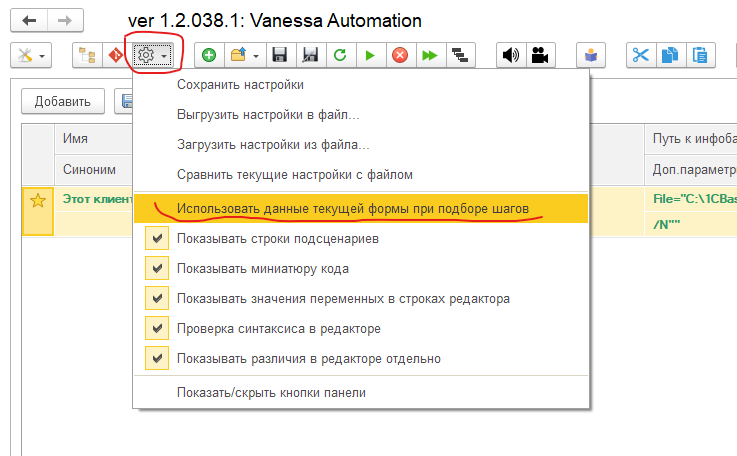 ver 1.2.038.1: Vanessa Automation
Сохранить настройки
Добавить
Выгрузить настройки в файл...
Имя
Загрузить настройки из файла...
Путь к инфоба
Синоним
Сравнить текущие настройки с файлом
Доп.параметр
Этот клиент
Использовать данные текущей формы при подборе шагов
File="C:\1CBas
/N""
Показывать строки подсценариев
Показывать миниатюру кода
Показывать значения переменных в строках редактора
Проверка синтаксиса в редакторе
Показывать различия в редакторе отдельно
Показать/скрыть кнопки панели